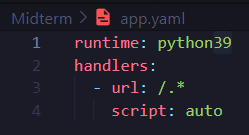 Midterm > app.yaml
1 runtime: python39
2 handlers:
3 - url: /.*
4 script: auto